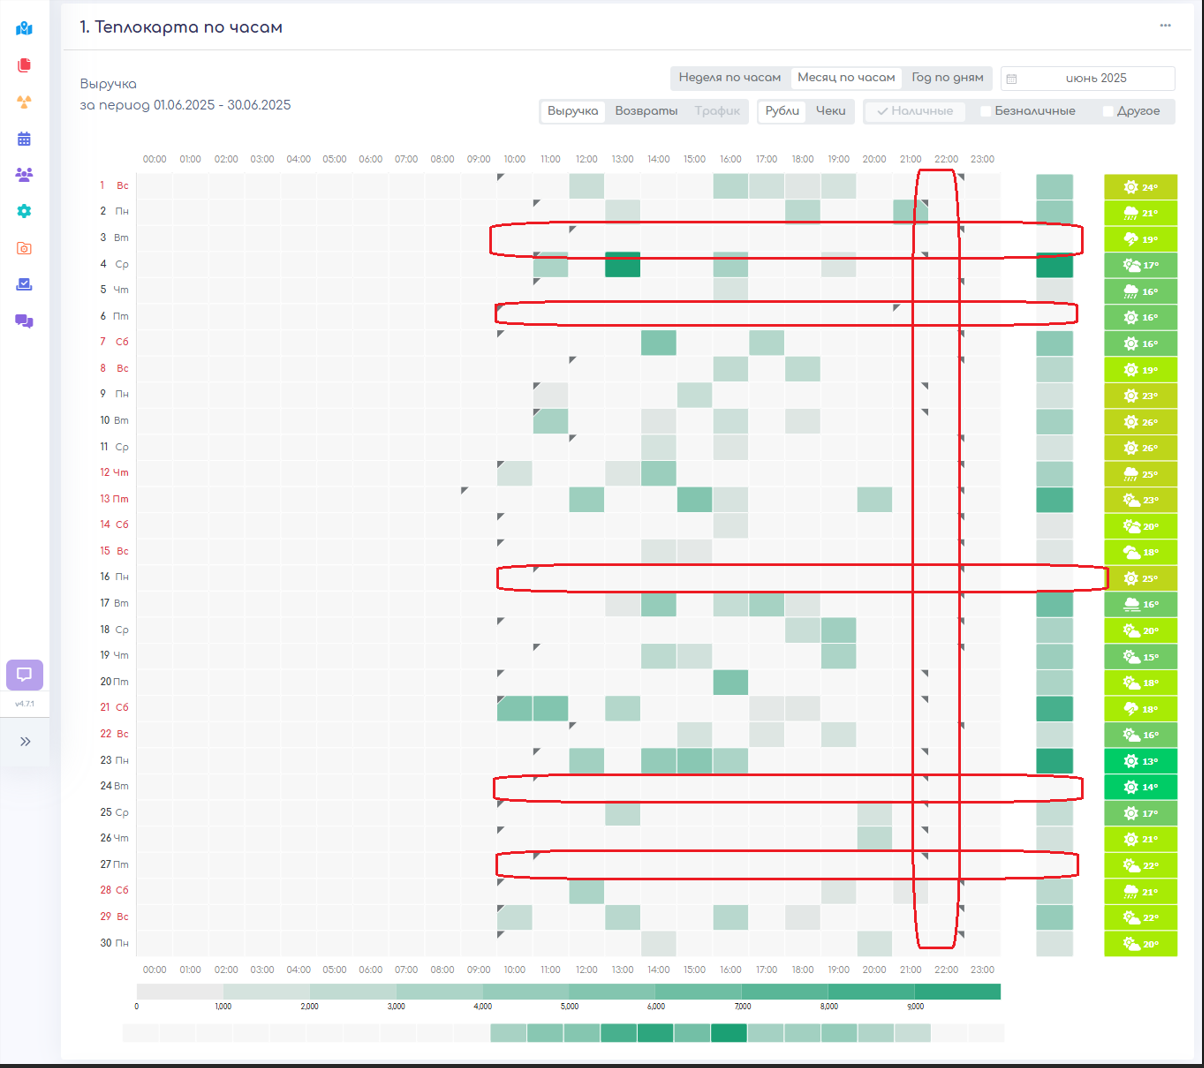 1. Теплокарта по часам
Выручка
за период 01.06.2025 - 30.06.2025
Неделя по часам Месяц по часам Год по дням июнь 2025
Выручка Возвраты Трафик Рубли Чеки Наличные Безналичные Другое
00:00 01:00 02:00 03:00 04:00 05:00 06:00 07:00 08:00 09:00 10:00 11:00 12:00 13:00 14:00 15:00 16:00 17:00 18:00 19:00 20:00 21:00 22:00 23:00
1 Вс 24°
2 Пн 21°
3 Вт 19°
4 Ср 17°
5 Чт 16°
6 Пт 16°
7 Сб 16°
8 Вс 19°
9 Пн 23°
10 Вт 26°
11 Ср 26°
12 Чт 25°
13 Пт 23°
14 Сб 20°
15 Вс 18°
16 Пн 25°
17 Вт 16°
18 Ср 20°
19 Чт 15°
20 Пт 18°
21 Сб 18°
22 Вс 16°
23 Пн 13°
24 Вт 14°
25 Ср 17°
26 Чт 21°
27 Пт 22°
28 Сб 21°
29 Вс 22°
30 Пн 20°
00:00 01:00 02:00 03:00 04:00 05:00 06:00 07:00 08:00 09:00 10:00 11:00 12:00 13:00 14:00 15:00 16:00 17:00 18:00 19:00 20:00 21:00 22:00 23:00
0 1,000 2,000 3,000 4,000 5,000 6,000 7,000 8,000 9,000
v4.7.1